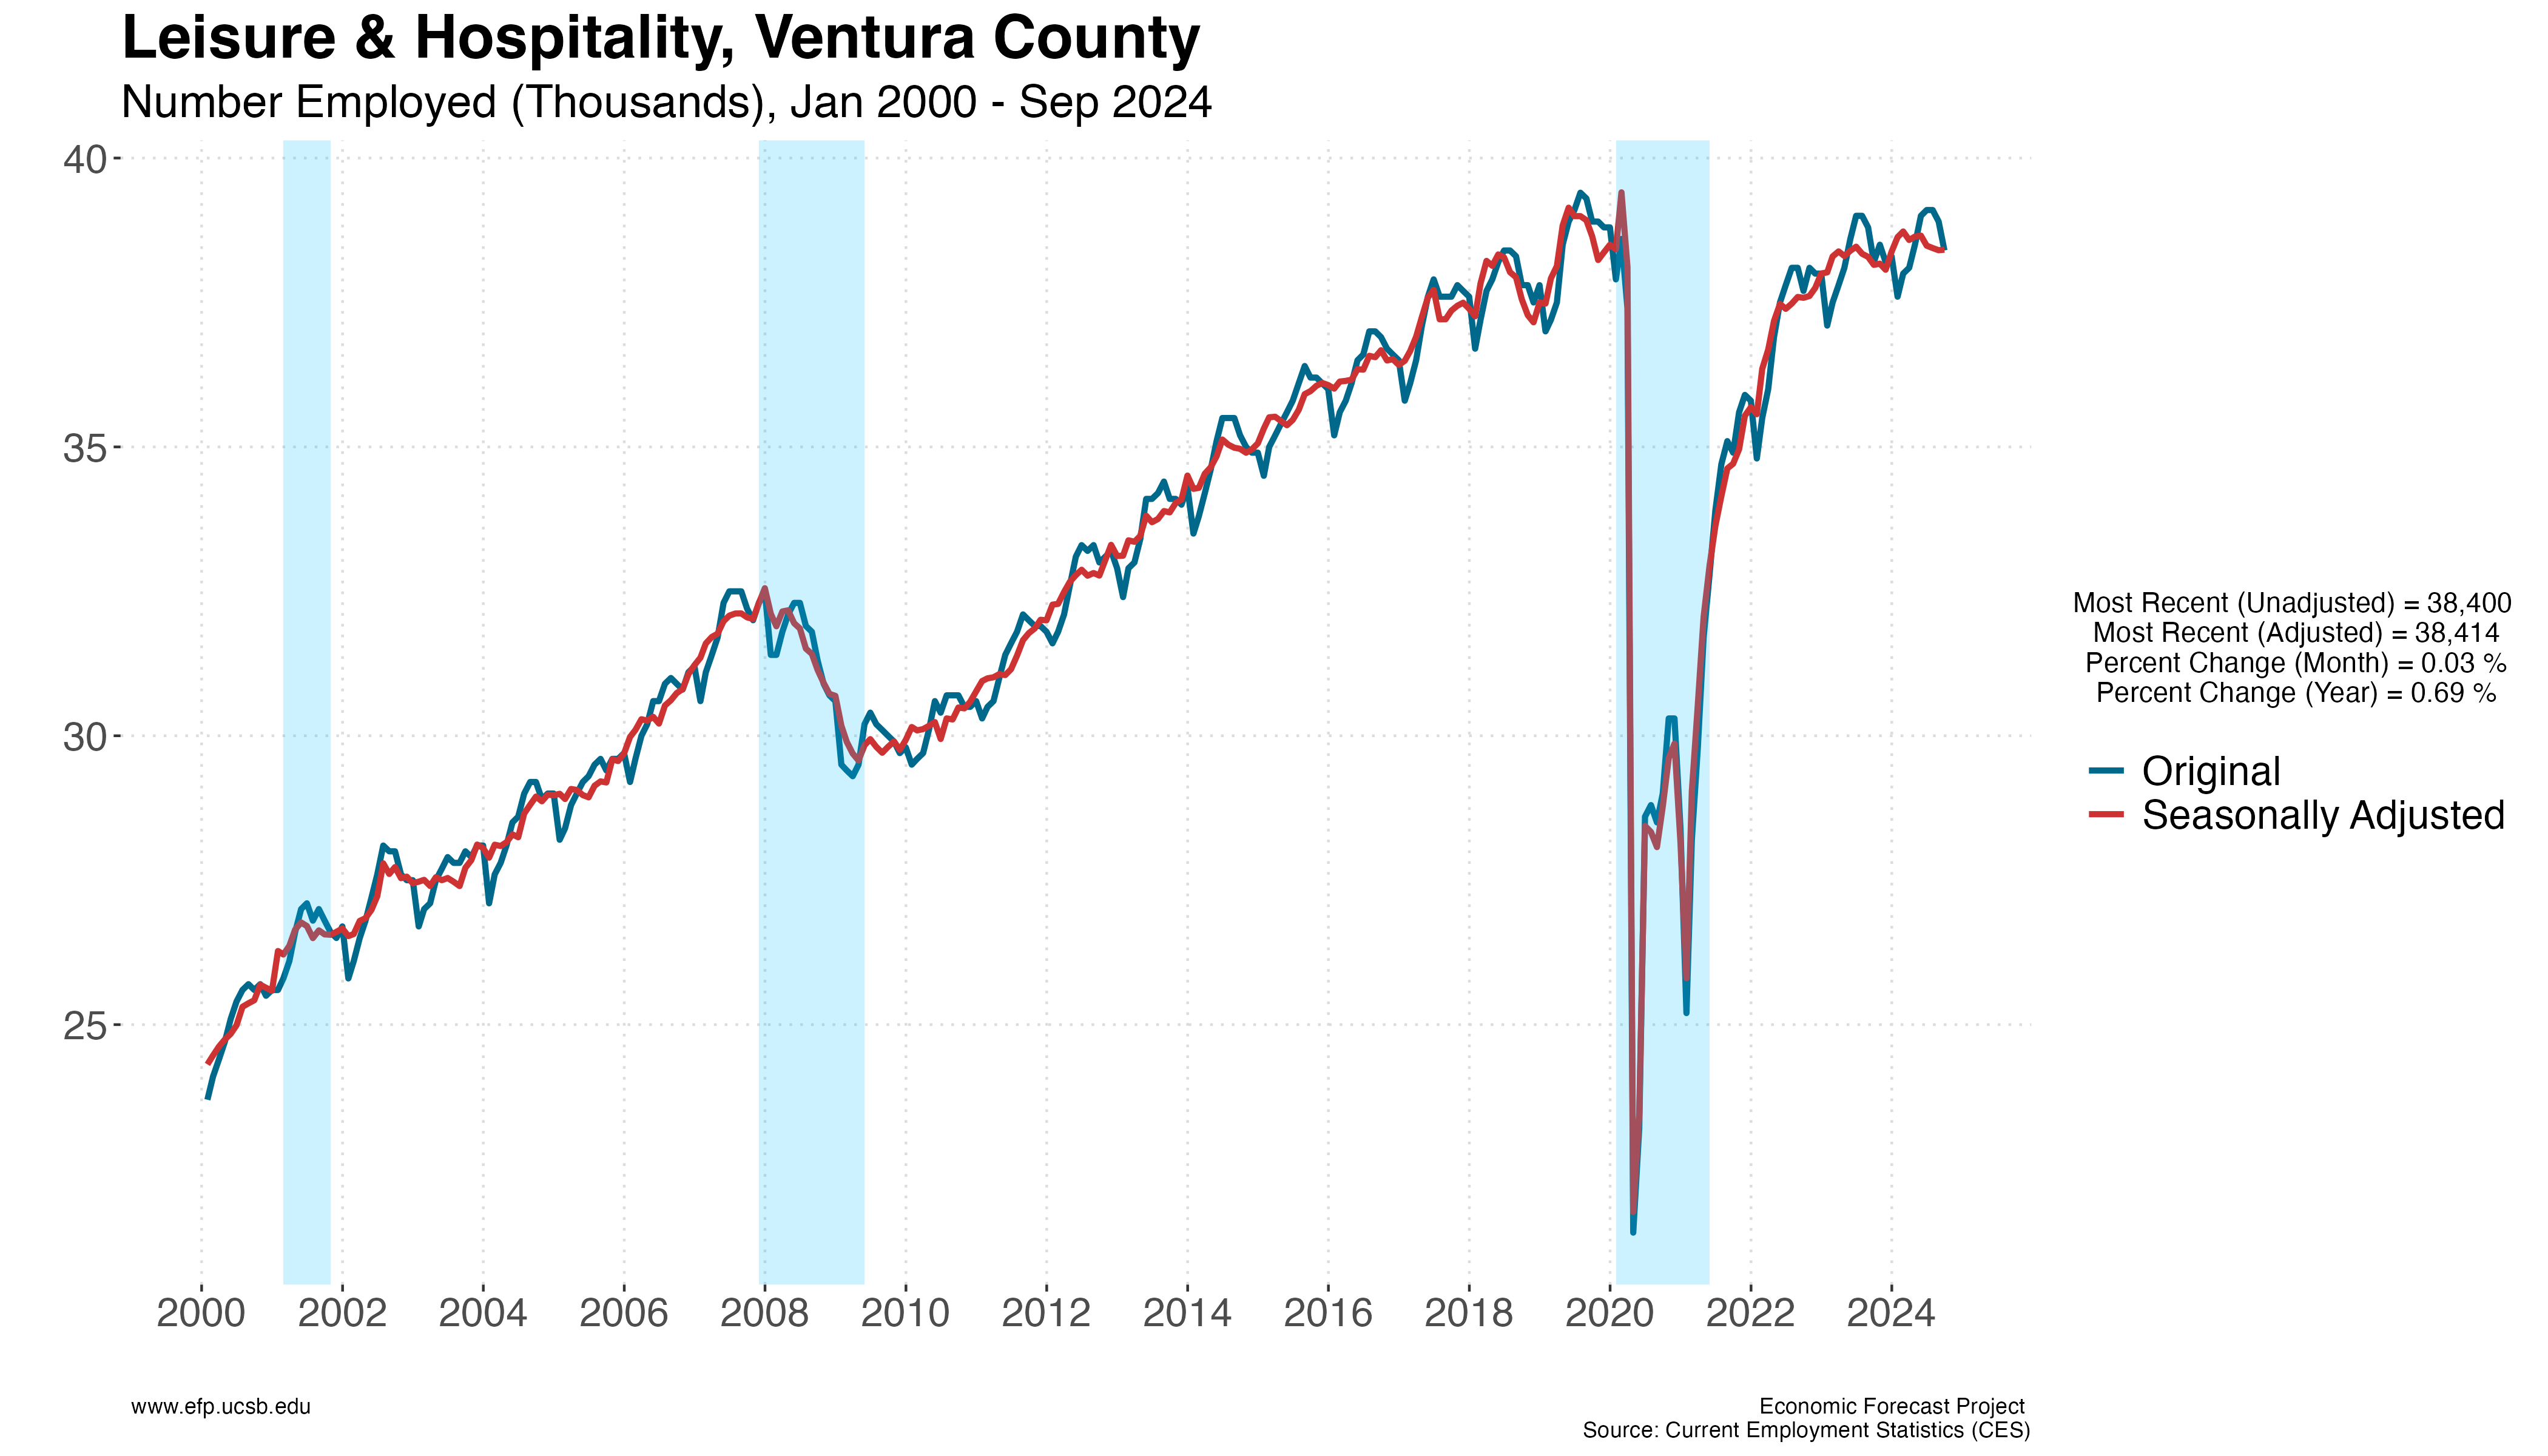 Leisure & Hospitality, Ventura County
Number Employed (Thousands), Jan 2000 - Sep 2024
40
35
30
25
2000 2002 2004 2006 2008 2010 2012 2014 2016 2018 2020 2022 2024
Most Recent (Unadjusted) = 38,400
Most Recent (Adjusted) = 38,414
Percent Change (Month) = 0.03 %
Percent Change (Year) = 0.69 %
Original
Seasonally Adjusted
www.efp.ucsb.edu
Economic Forecast Project
Source: Current Employment Statistics (CES)